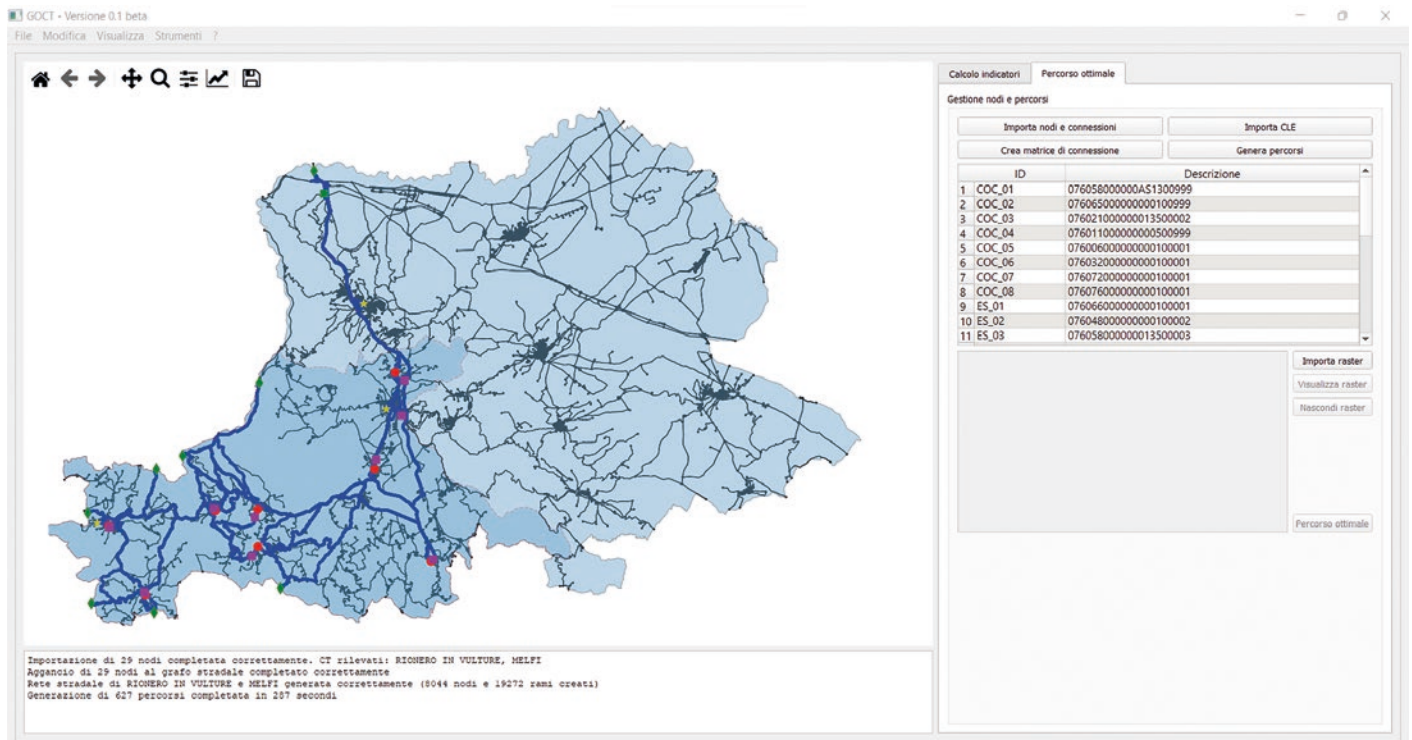 GOCT - Versione 0.1 beta
File Modifica Visualizza Strumenti ?
Calcolo indicatori Percorso ottimale
Gestione nodi e percorsi
Importa nodi e connessioni Importa CLE
Crea matrice di connessione Genera percorsi
ID Descrizione
1 COC_01 076058000000AS1300999
2 COC_02 076065000000000100999
3 COC_03 076021000000013500002
4 COC_04 076011000000000500999
5 COC_05 076006000000000100001
6 COC_06 076032000000000100001
7 COC_07 076072000000000100001
8 COC_08 076076000000000100001
9 ES_01 076066000000000100001
10 ES_02 076048000000000100002
11 ES_03 076058000000013500003
Importa raster
Visualizza raster
Nascondi raster
Percorso ottimale
Importazione di 29 nodi completata correttamente. CT rilevati: RIONERO IN VULTURE, MELFI
Aggancio di 29 nodi al grafo stradale completato correttamente
Rete stradale di RIONERO IN VULTURE e MELFI generata correttamente (8044 nodi e 19272 rami creati)
Generazione di 627 percorsi completata in 287 secondi